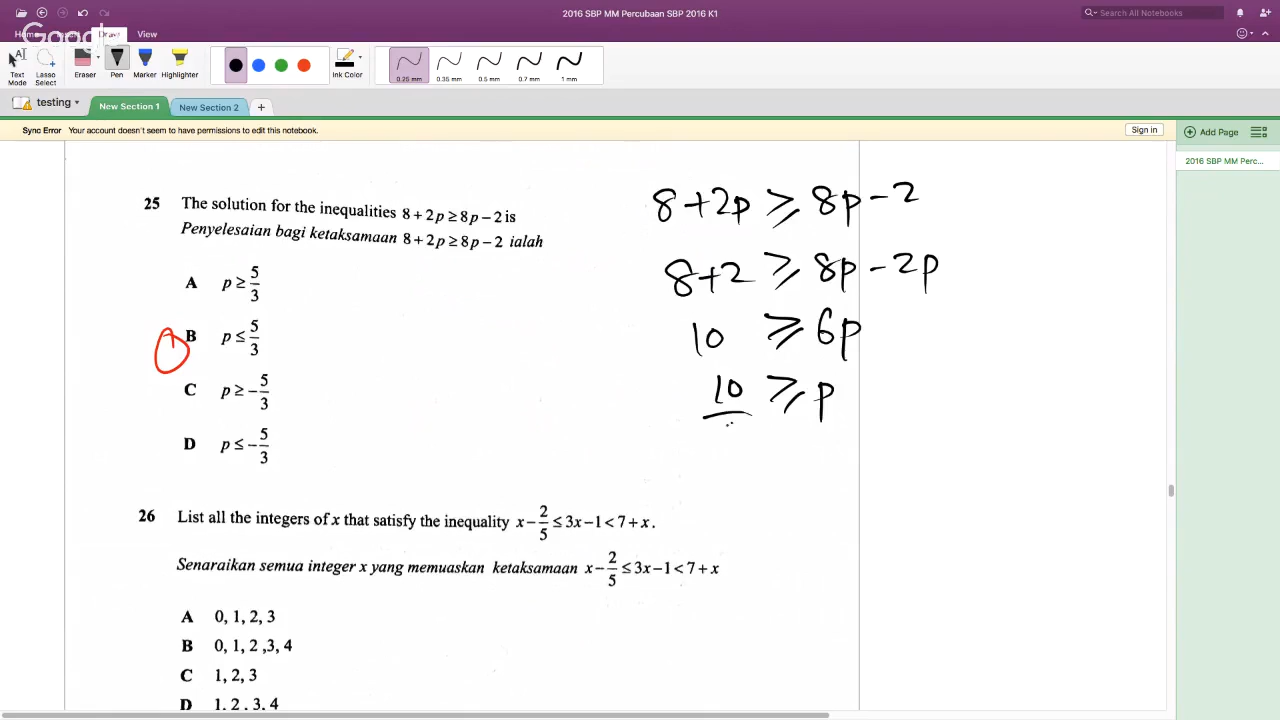 2016 SBP MM Percubaan SBP 2016 K1
Search All Notebooks
Google
Home Insert Draw View
Text Mode
Lasso Select
Eraser
Pen
Marker
Highlighter
Ink Color
0.25 mm
0.35 mm
0.5 mm
0.7 mm
1 mm
testing
New Section 1
New Section 2
+
Sync Error Your account doesn't seem to have permissions to edit this notebook.
Sign in
Add Page
2016 SBP MM Perc...
25 The solution for the inequalities 8 + 2p ≥ 8p − 2 is
Penyelesaian bagi ketaksamaan 8 + 2p ≥ 8p − 2 ialah
A p ≥ 5/3
B p ≤ 5/3
C p ≥ −5/3
D p ≤ −5/3
8 + 2p ≥ 8p − 2
8 + 2 ≥ 8p − 2p
10 ≥ 6p
10 ≥ p
26 List all the integers of x that satisfy the inequality x − 2/5 ≤ 3x − 1 < 7 + x.
Senaraikan semua integer x yang memuaskan ketaksamaan x − 2/5 ≤ 3x − 1 < 7 + x
A 0, 1, 2, 3
B 0, 1, 2 ,3, 4
C 1, 2, 3
D 1, 2 , 3, 4